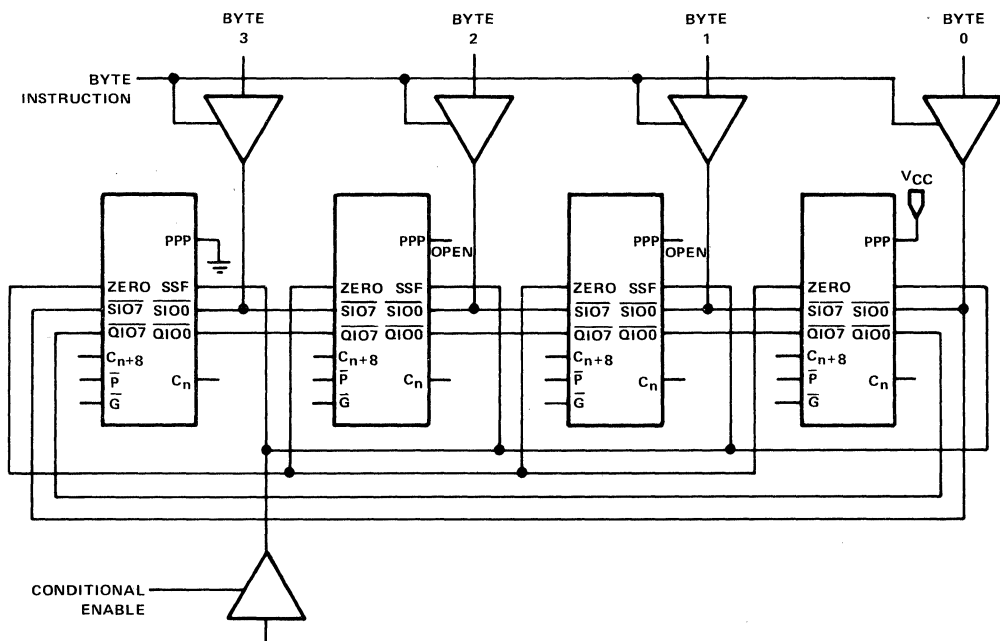 BYTE
3
BYTE
2
BYTE
1
BYTE
0
BYTE
INSTRUCTION
VCC
PPP
PPP
OPEN
PPP
OPEN
PPP
ZERO SSF
ZERO SSF
ZERO SSF
ZERO SSF
SIO7 SIO0
SIO7 SIO0
SIO7 SIO0
SIO7 SIO0
QIO7 QIO0
QIO7 QIO0
QIO7 QIO0
QIO7 QIO0
Cn+8
Cn+8
Cn+8
Cn+8
P̅ Cn
P̅ Cn
P̅ Cn
P̅ Cn
G̅
G̅
G̅
G̅
CONDITIONAL
ENABLE